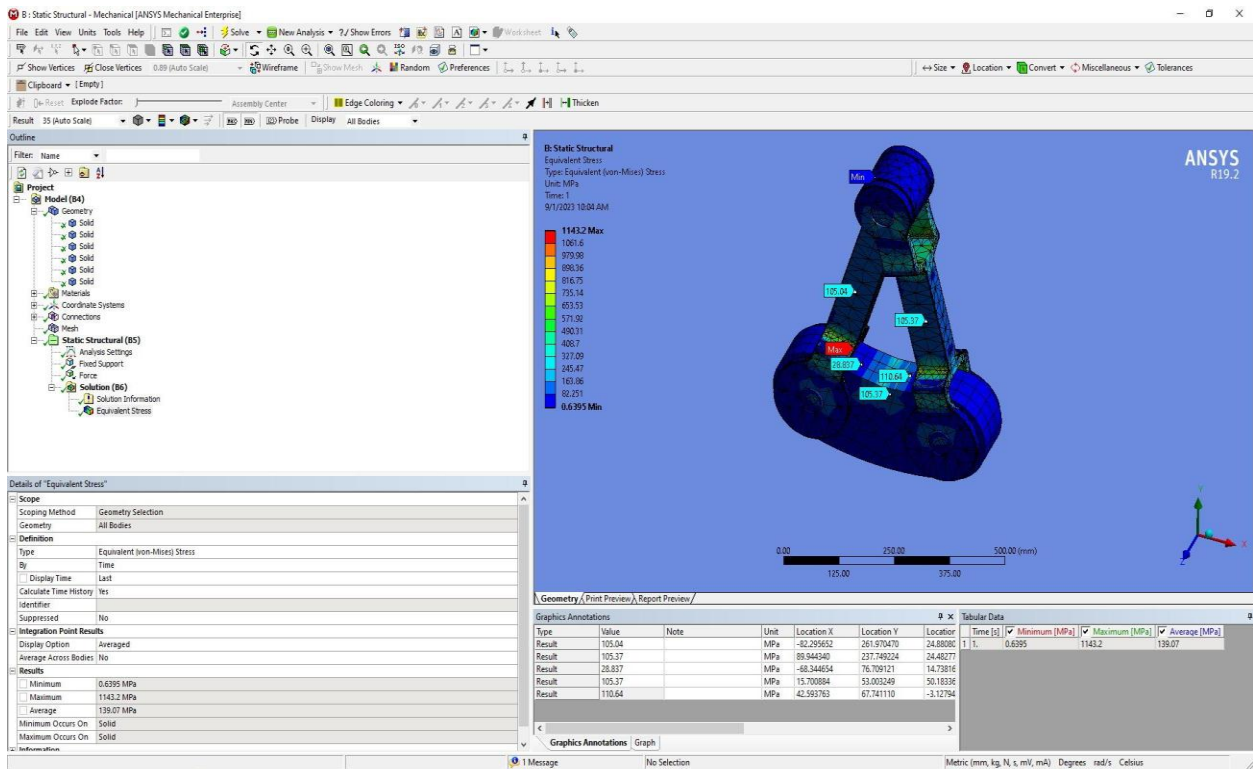 B : Static Structural - Mechanical [ANSYS Mechanical Enterprise]
File Edit View Units Tools Help Solve New Analysis ?/ Show Errors Worksheet
Show Vertices Close Vertices 0.89 (Auto Scale) Wireframe Show Mesh Random Preferences Size Location Convert Miscellaneous Tolerances
Clipboard [Empty]
Reset Explode Factor: Assembly Center Edge Coloring Thicken
Result 35 (Auto Scale) Probe Display All Bodies
Outline
Filter: Name
Project
Model (B4)
Geometry
Solid
Solid
Solid
Solid
Solid
Solid
Materials
Coordinate Systems
Connections
Mesh
Static Structural (B5)
Analysis Settings
Fixed Support
Force
Solution (B6)
Solution Information
Equivalent Stress
Details of "Equivalent Stress"
Scope
Scoping Method Geometry Selection
Geometry All Bodies
Definition
Type Equivalent (von-Mises) Stress
By Time
Display Time Last
Calculate Time History Yes
Identifier
Suppressed No
Integration Point Results
Display Option Averaged
Average Across Bodies No
Results
Minimum 0.6395 MPa
Maximum 1143.2 MPa
Average 139.07 MPa
Minimum Occurs On Solid
Maximum Occurs On Solid
Information
B: Static Structural
Equivalent Stress
Type: Equivalent (von-Mises) Stress
Unit: MPa
Time: 1
9/1/2023 10:04 AM
1143.2 Max
1061.6
979.98
898.36
816.75
735.14
653.53
571.92
490.31
408.7
327.09
245.47
163.86
82.251
0.6395 Min
ANSYS
R19.2
Min
105.04
105.37
Max
28.837
110.64
105.37
Y
X
Z
0.00 250.00 500.00 (mm)
125.00 375.00
Geometry Print Preview Report Preview
Graphics Annotations
Type Value Note Unit Location X Location Y Location
Result 105.04 MPa -82.295652 261.970470 24.88080
Result 105.37 MPa 89.944340 237.749224 24.48277
Result 28.837 MPa -68.344654 76.709121 14.73816
Result 105.37 MPa 15.700884 53.003249 50.18336
Result 110.64 MPa 42.593763 67.741110 -3.12794
Graphics Annotations Graph
Tabular Data
Time [s] Minimum [MPa] Maximum [MPa] Average [MPa]
1 1. 0.6395 1143.2 139.07
1 Message No Selection Metric (mm, kg, N, s, mV, mA) Degrees rad/s Celsius